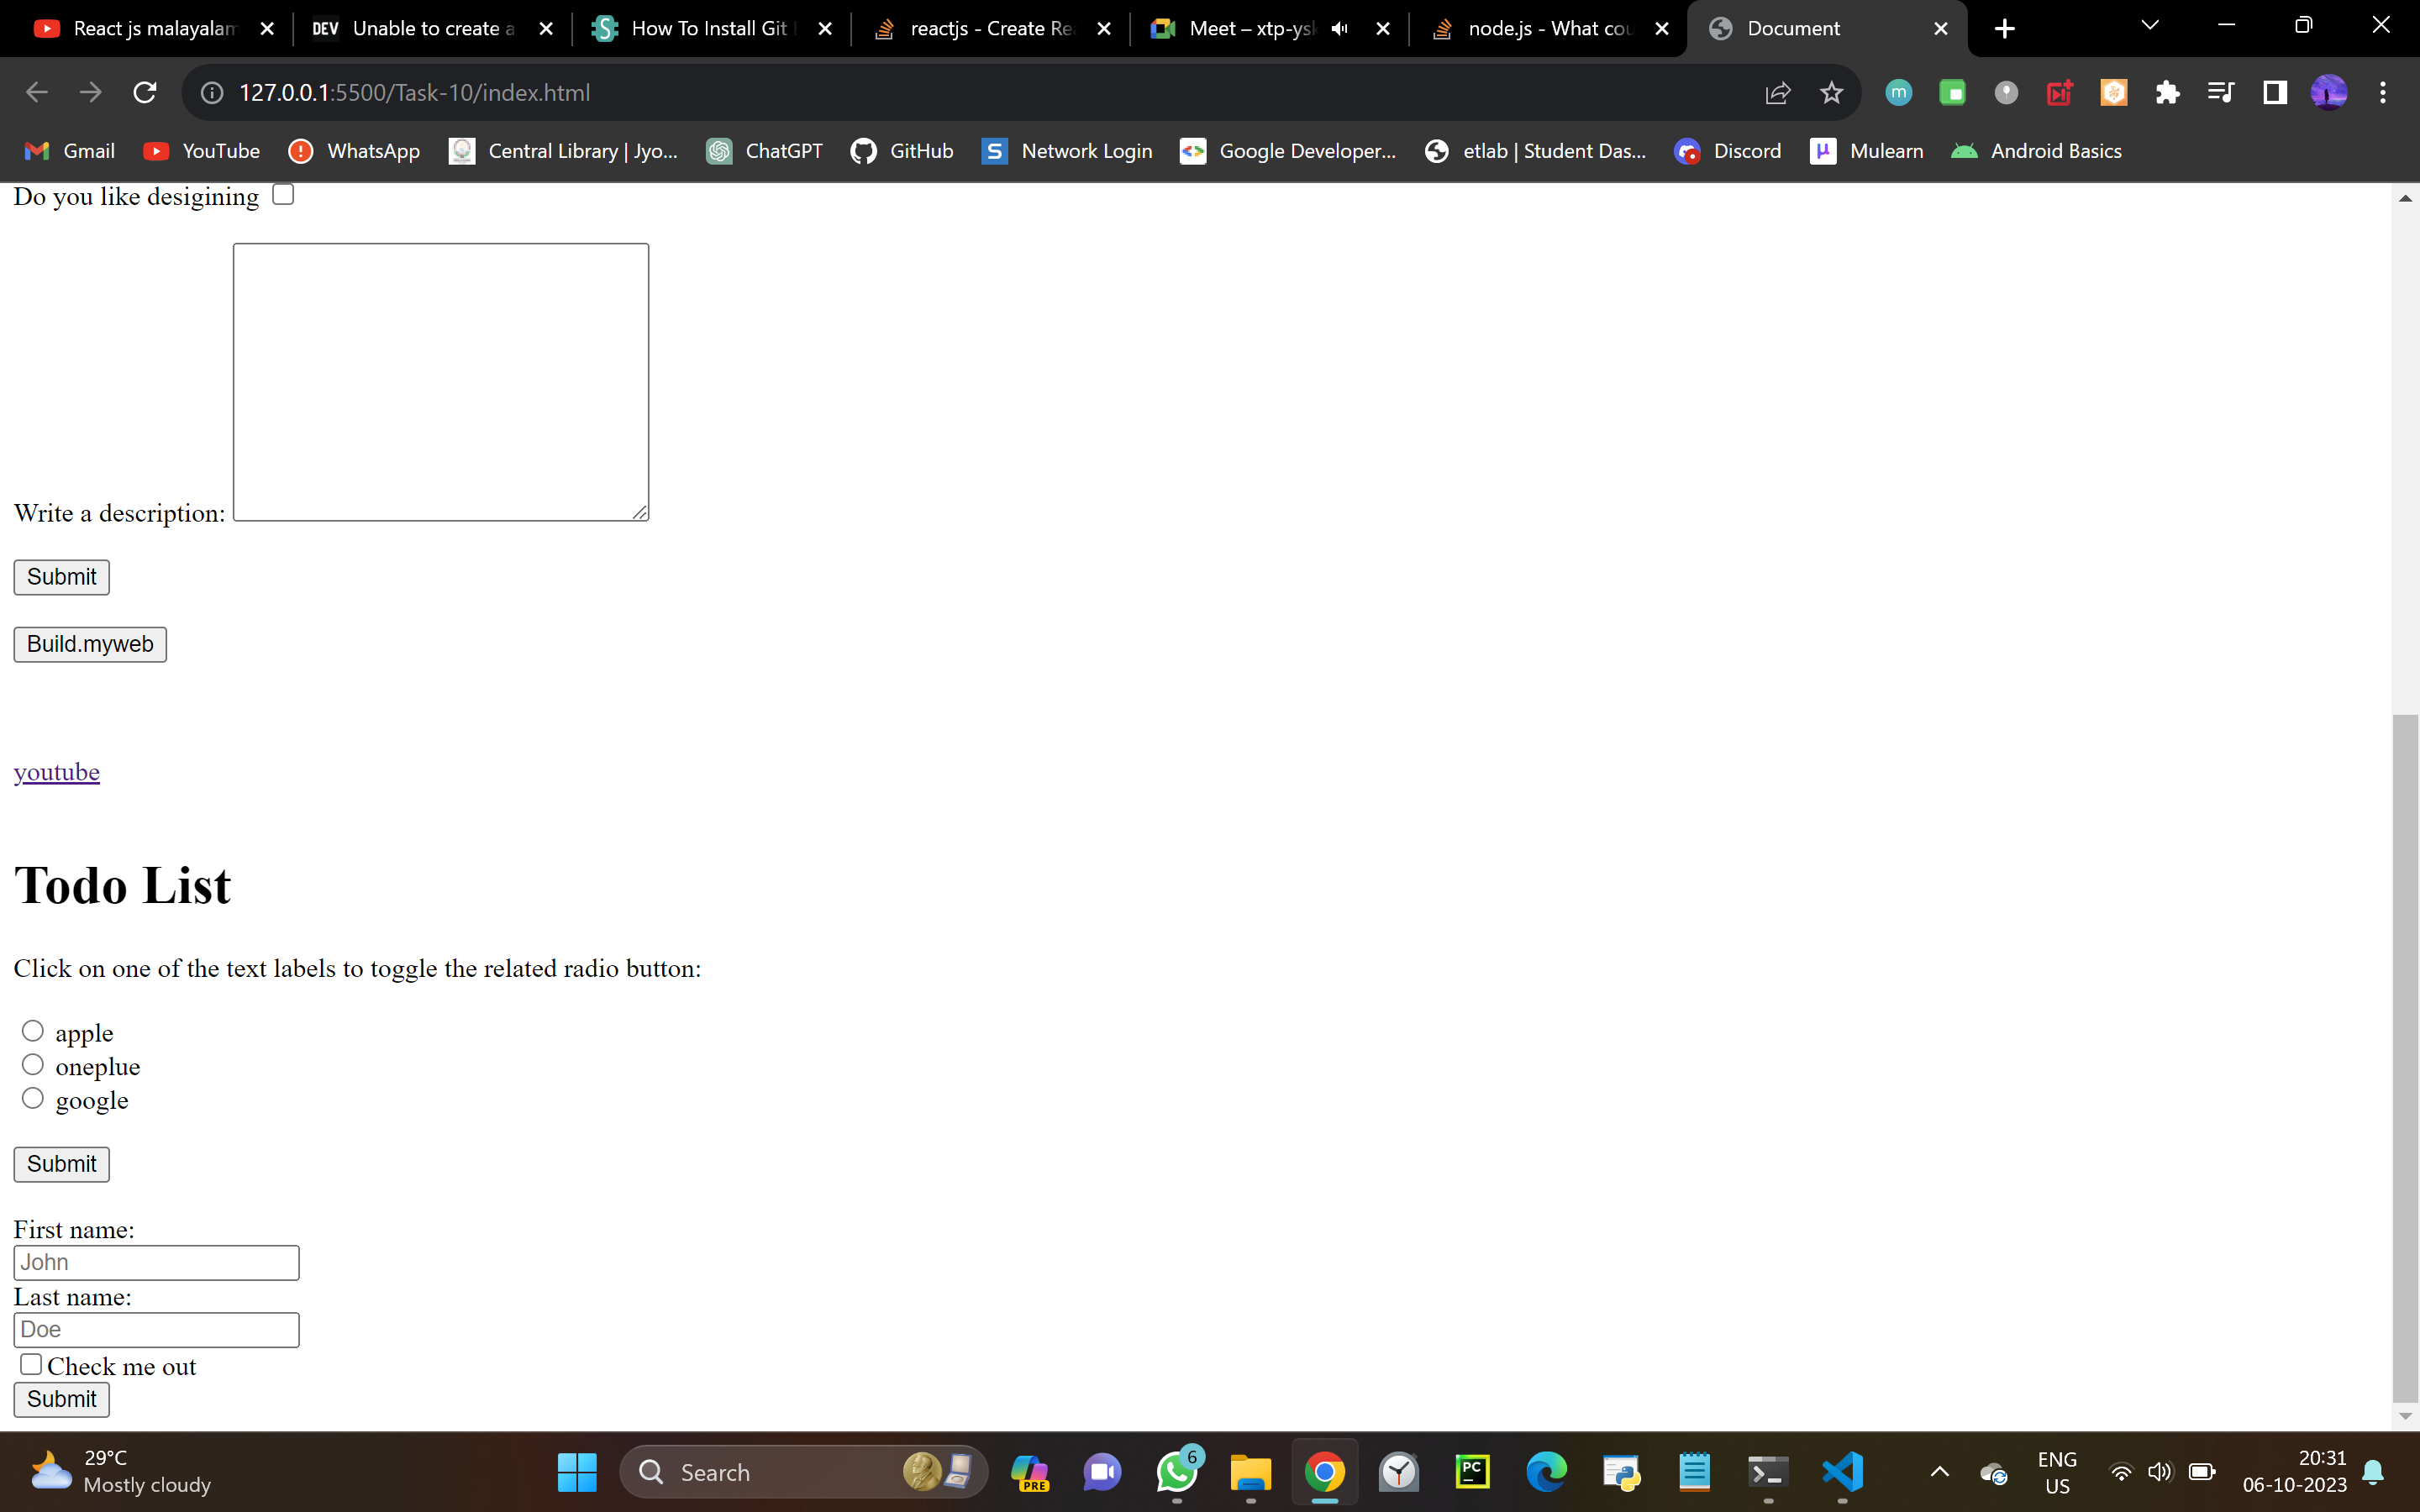 React js malayalam
DEV Unable to create a
How To Install Git
reactjs - Create Re
Meet – xtp-ysk
node.js - What cou
Document
127.0.0.1:5500/Task-10/index.html
m
Gmail
YouTube
WhatsApp
Central Library | Jyo...
ChatGPT
GitHub
S Network Login
Google Developer...
etlab | Student Das...
Discord
µ Mulearn
Android Basics
Do you like desigining
Write a description:
Submit
Build.myweb
youtube
Todo List
Click on one of the text labels to toggle the related radio button:
apple
oneplue
google
Submit
First name:
John
Last name:
Doe
Check me out
Submit
29°C
Mostly cloudy
Search
PRE
6
PC
ENG
US
20:31
06-10-2023